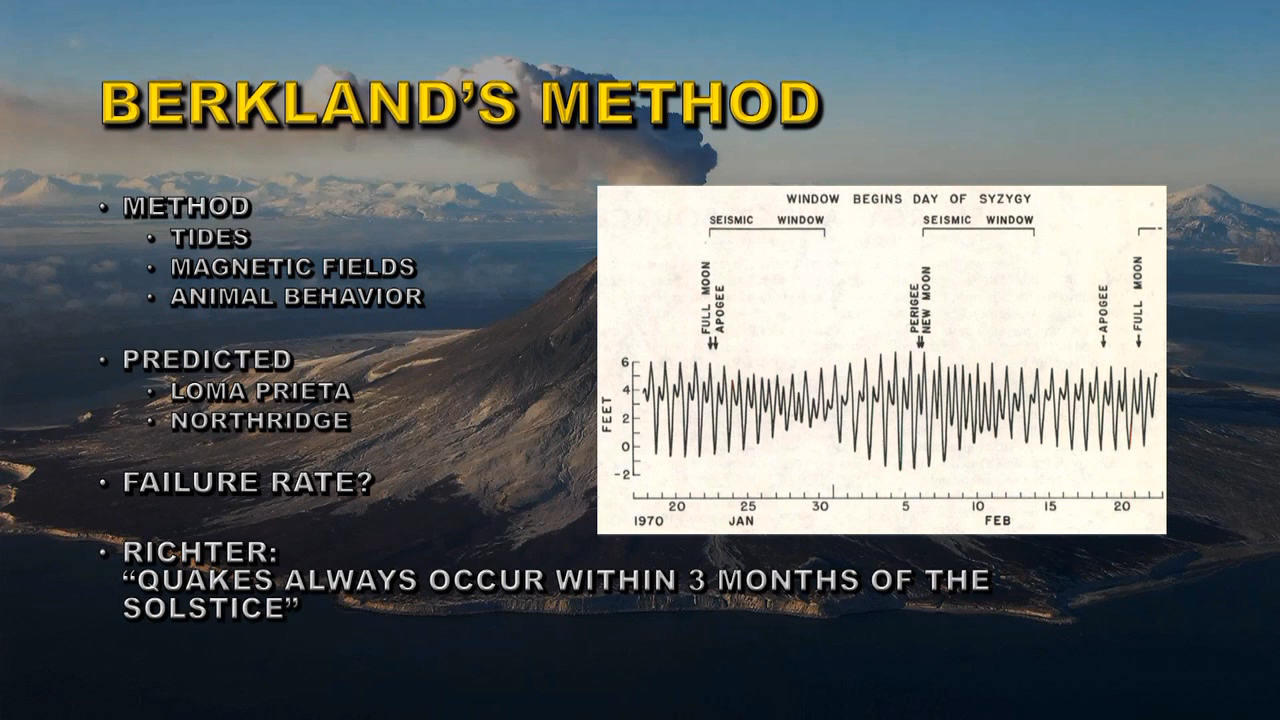 BERKLAND'S METHOD
• METHOD
• TIDES
• MAGNETIC FIELDS
• ANIMAL BEHAVIOR
• PREDICTED
• LOMA PRIETA
• NORTHRIDGE
• FAILURE RATE?
• RICHTER:
“QUAKES ALWAYS OCCUR WITHIN 3 MONTHS OF THE
SOLSTICE”
WINDOW BEGINS DAY OF SYZYGY
SEISMIC WINDOW
SEISMIC WINDOW
FULL MOON
APOGEE
PERIGEE
NEW MOON
APOGEE
FULL MOON
FEET
6
4
2
0
-2
20 25 30 5 10 15 20
1970 JAN FEB